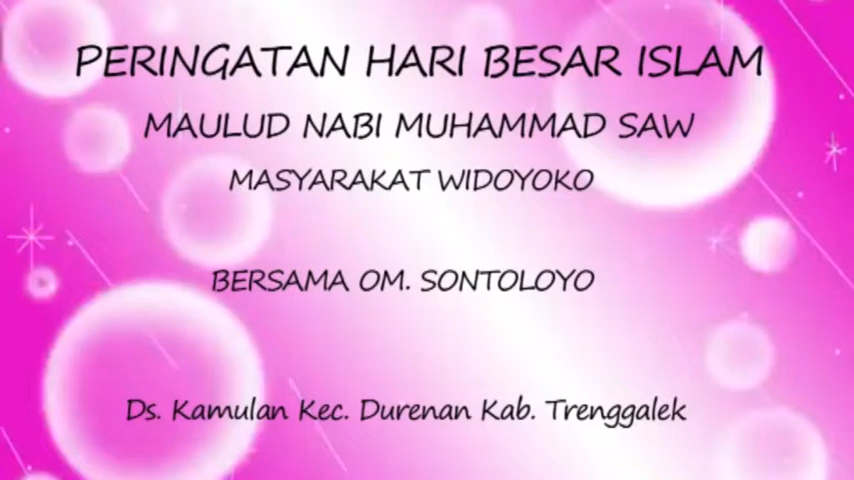 PERINGATAN HARI BESAR ISLAM
MAULUD NABI MUHAMMAD SAW
MASYARAKAT WIDOYOKO
BERSAMA OM. SONTOLOYO
Ds. Kamulan Kec. Durenan Kab. Trenggalek